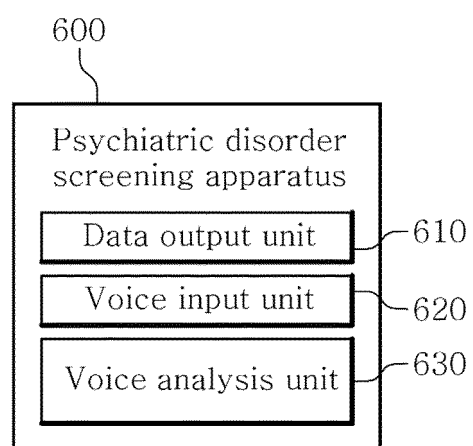 600
Psychiatric disorder
screening apparatus
Data output unit
610
Voice input unit
620
Voice analysis unit
630